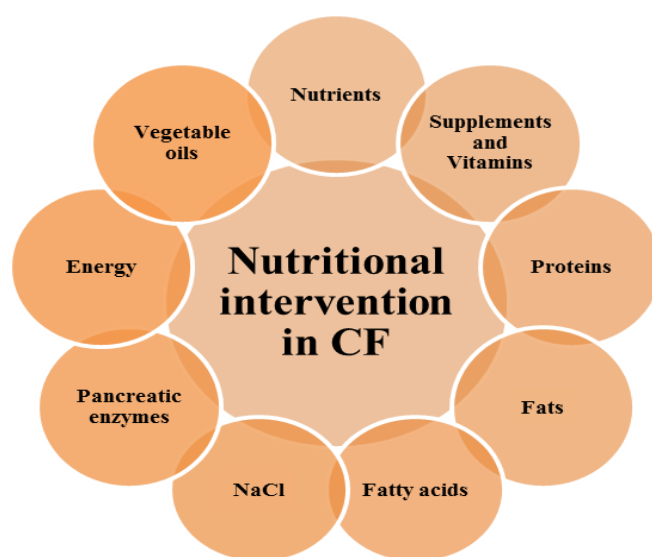 Nutrients
Supplements
and
Vitamins
Proteins
Fats
Fatty acids
NaCl
Pancreatic
enzymes
Energy
Vegetable
oils
Nutritional
intervention
in CF